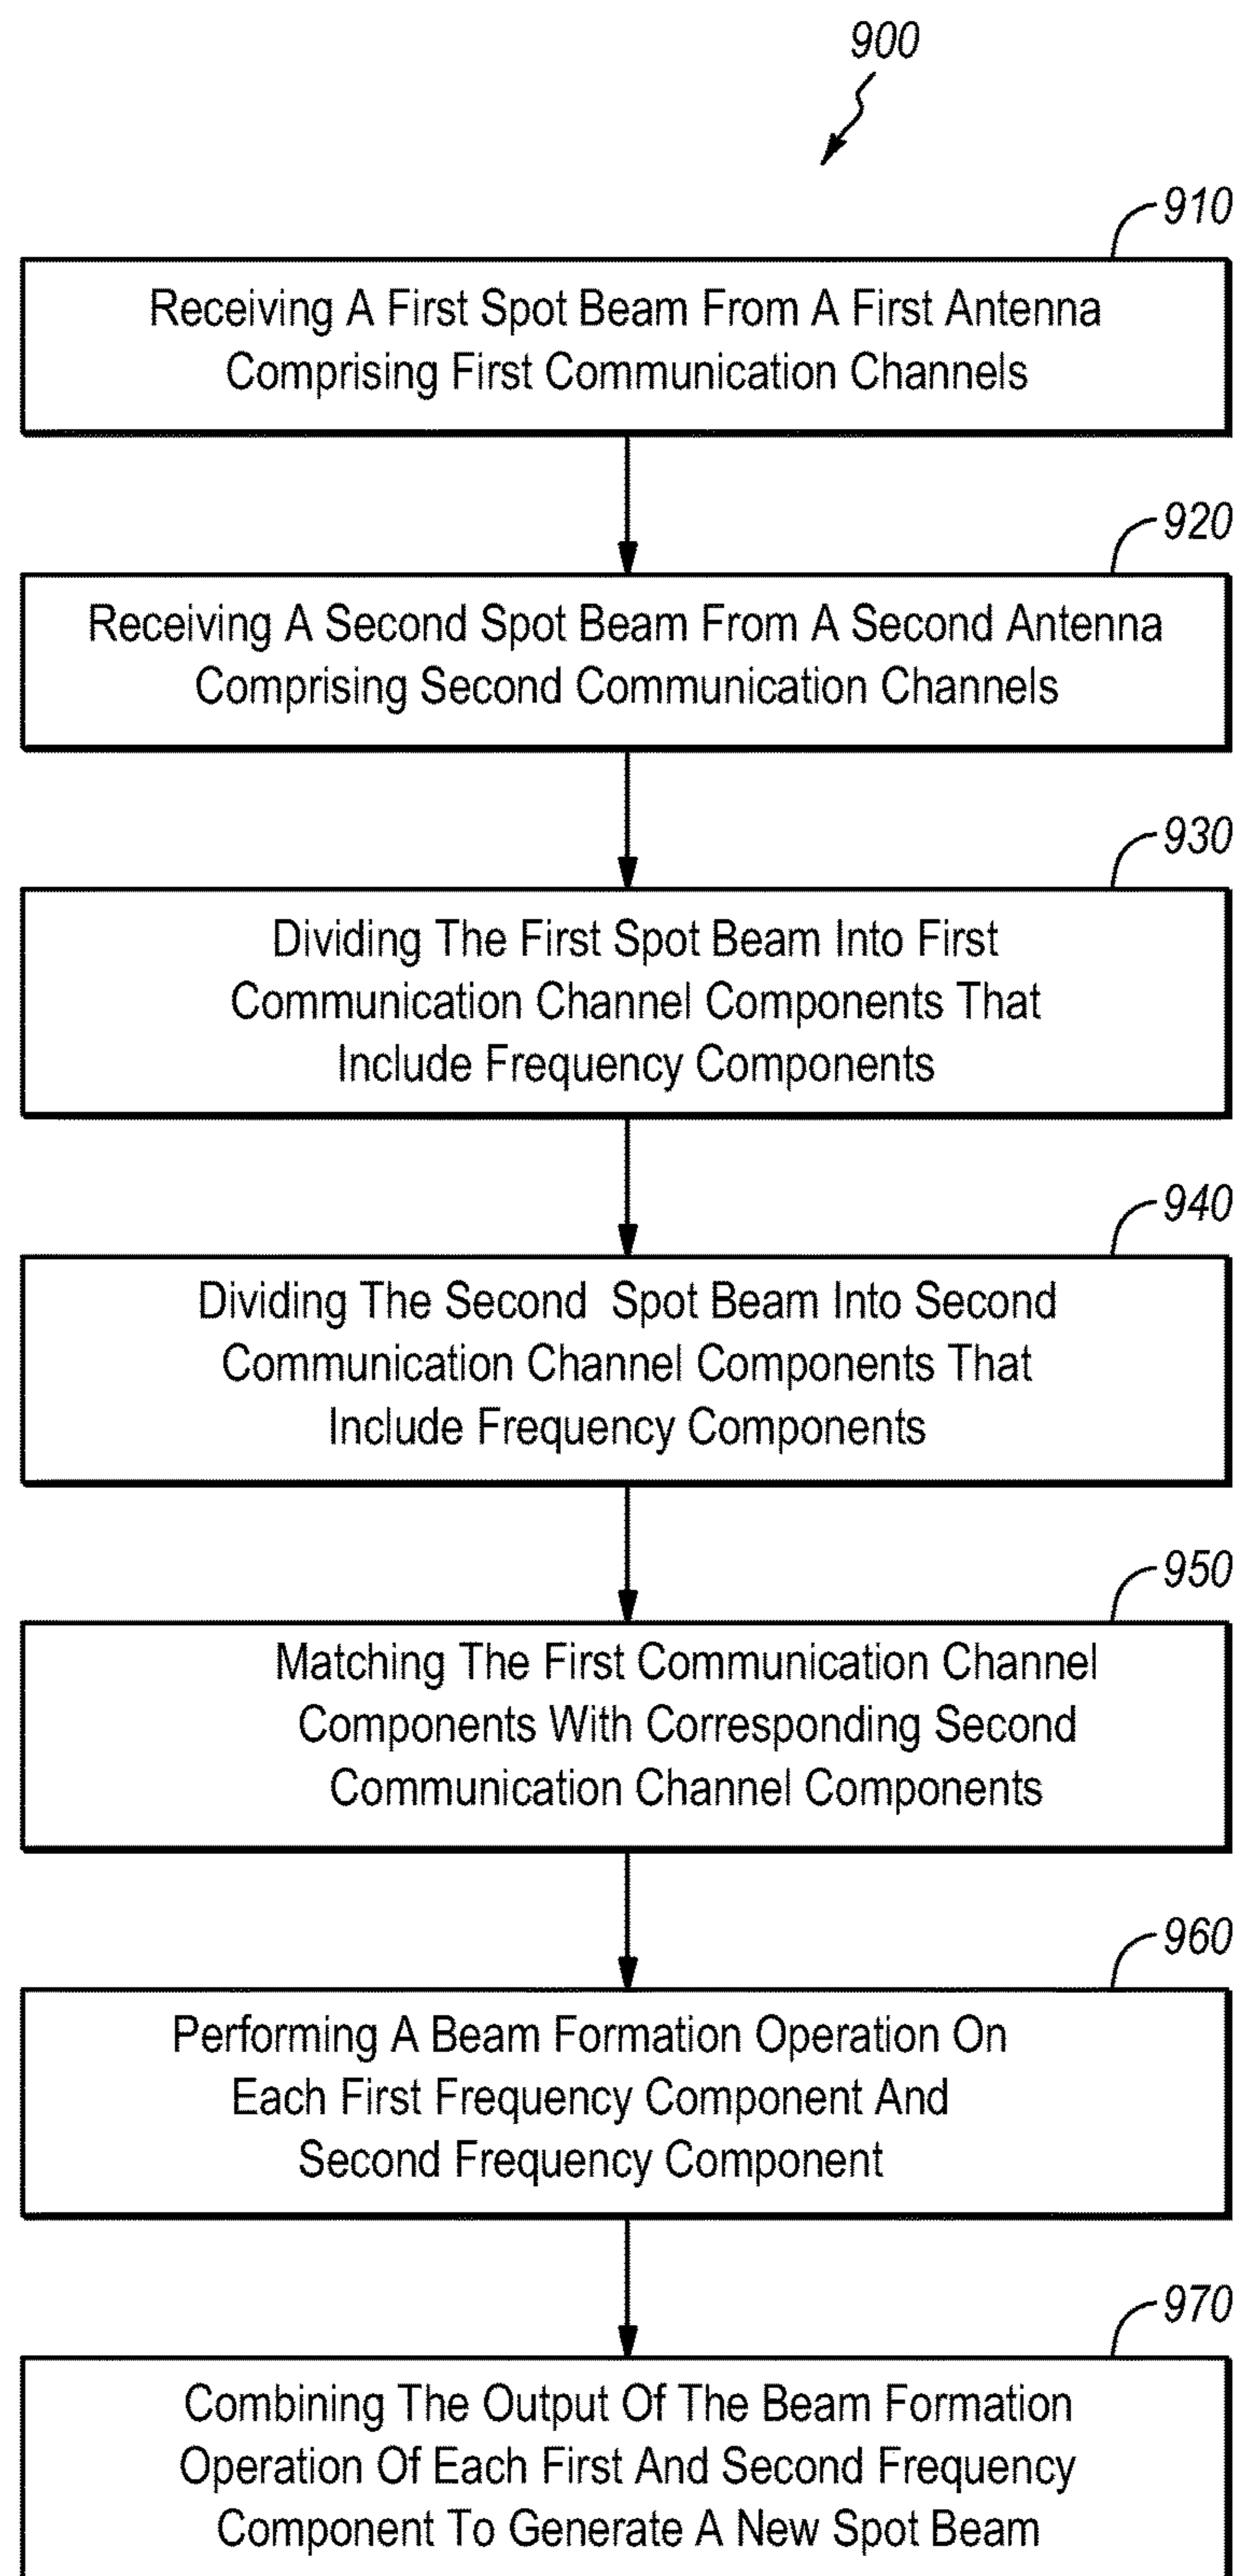 900
910
Receiving A First Spot Beam From A First Antenna
Comprising First Communication Channels
920
Receiving A Second Spot Beam From A Second Antenna
Comprising Second Communication Channels
930
Dividing The First Spot Beam Into First
Communication Channel Components That
Include Frequency Components
940
Dividing The Second Spot Beam Into Second
Communication Channel Components That
Include Frequency Components
950
Matching The First Communication Channel
Components With Corresponding Second
Communication Channel Components
960
Performing A Beam Formation Operation On
Each First Frequency Component And
Second Frequency Component
970
Combining The Output Of The Beam Formation
Operation Of Each First And Second Frequency
Component To Generate A New Spot Beam